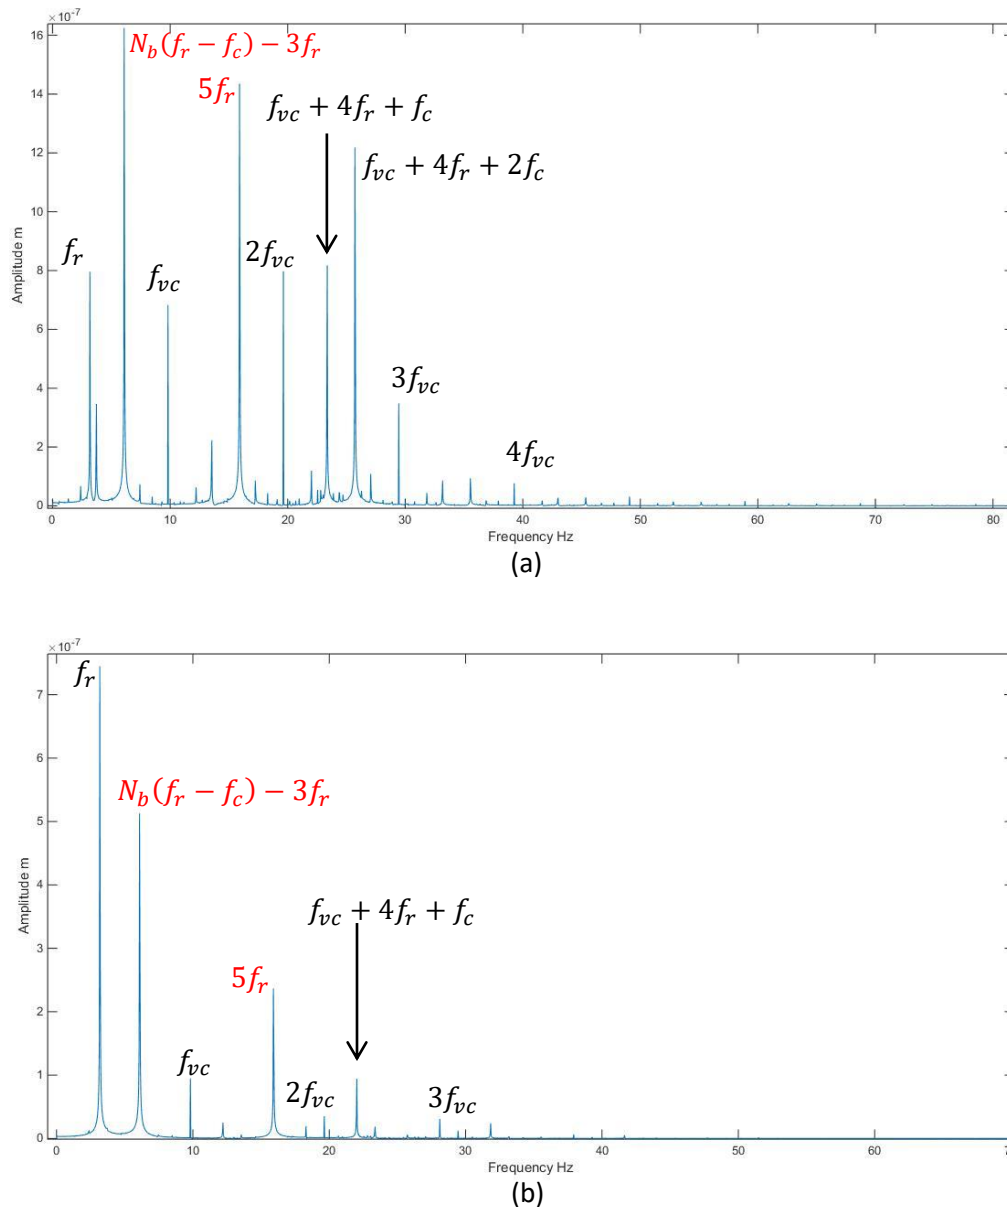 ×10⁻⁷
16
14
12
10
8
6
4
2
0
Amplitude m
N_b(f_r − f_c) − 3f_r
5f_r
f_vc + 4f_r + f_c
f_vc + 4f_r + 2f_c
f_r
f_vc
2f_vc
3f_vc
4f_vc
0 10 20 30 40 50 60 70 80
Frequency Hz
(a)
×10⁻⁷
7
6
5
4
3
2
1
0
Amplitude m
f_r
N_b(f_r − f_c) − 3f_r
f_vc + 4f_r + f_c
5f_r
f_vc
2f_vc
3f_vc
0 10 20 30 40 50 60 7
Frequency Hz
(b)